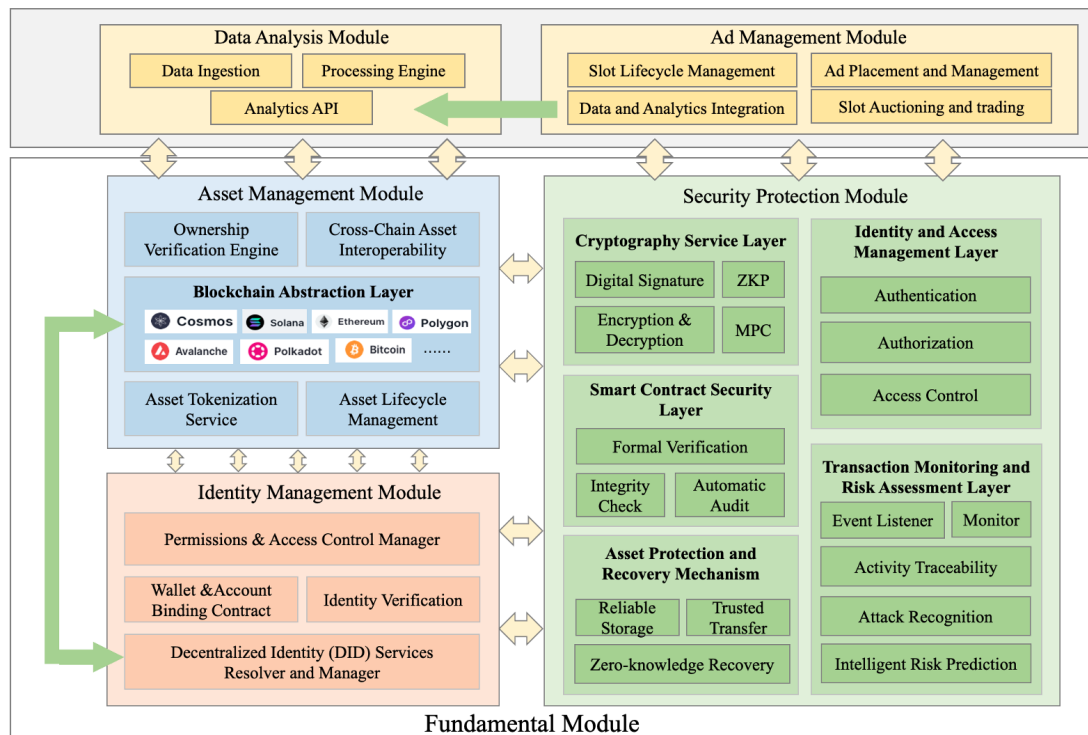 Data Analysis Module
Data Ingestion
Processing Engine
Analytics API
Ad Management Module
Slot Lifecycle Management
Ad Placement and Management
Data and Analytics Integration
Slot Auctioning and trading
Asset Management Module
Ownership
Verification Engine
Cross-Chain Asset
Interoperability
Blockchain Abstraction Layer
Cosmos
Solana
Ethereum
Polygon
Avalanche
Polkadot
Bitcoin
......
Asset Tokenization
Service
Asset Lifecycle
Management
Identity Management Module
Permissions & Access Control Manager
Wallet &Account
Binding Contract
Identity Verification
Decentralized Identity (DID) Services
Resolver and Manager
Security Protection Module
Cryptography Service Layer
Digital Signature
ZKP
Encryption &
Decryption
MPC
Smart Contract Security
Layer
Formal Verification
Integrity
Check
Automatic
Audit
Asset Protection and
Recovery Mechanism
Reliable
Storage
Trusted
Transfer
Zero-knowledge Recovery
Identity and Access
Management Layer
Authentication
Authorization
Access Control
Transaction Monitoring and
Risk Assessment Layer
Event Listener
Monitor
Activity Traceability
Attack Recognition
Intelligent Risk Prediction
Fundamental Module